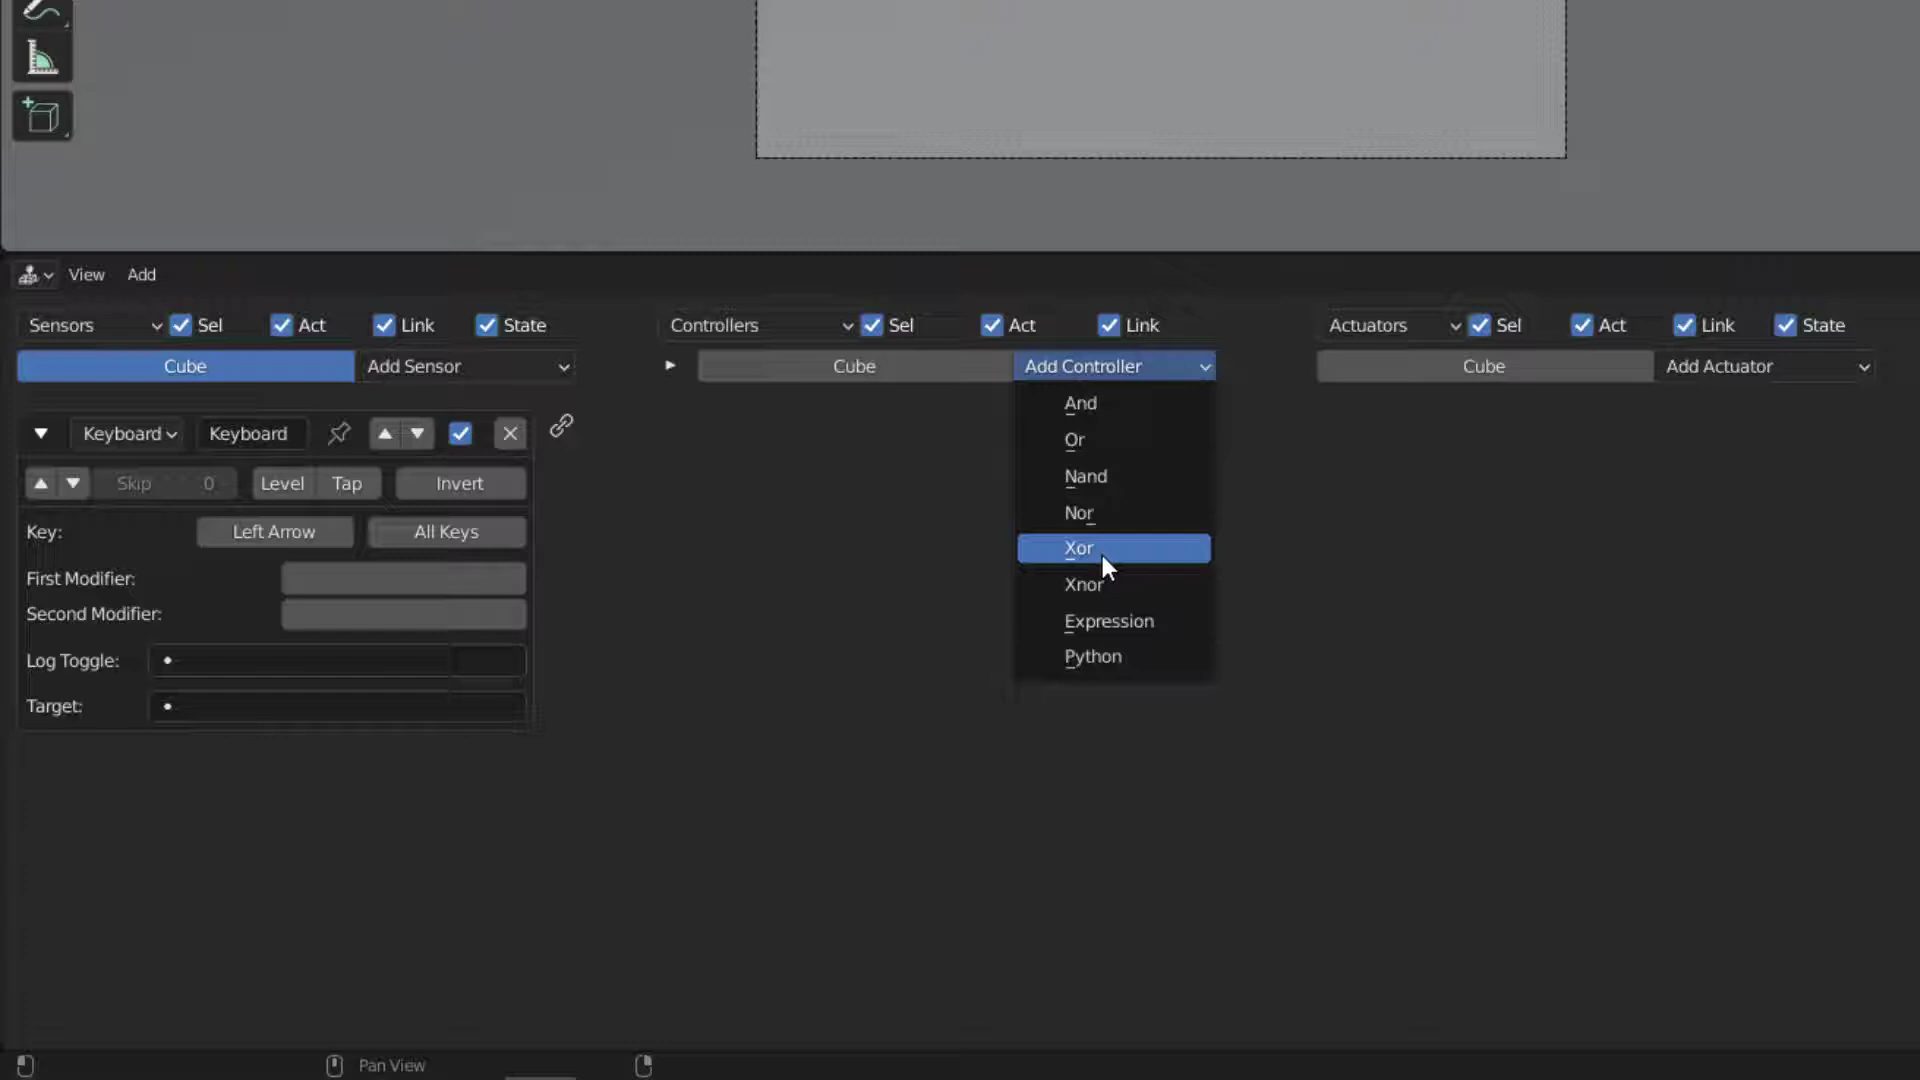 View Add
Sensors Sel Act Link State Controllers Sel Act Link Actuators Sel Act Link State
Cube Add Sensor Cube Add Controller Cube Add Actuator
And
Keyboard Keyboard
Or
Nand
Skip 0 Level Tap Invert
Nor
Key: Left Arrow All Keys
Xor
First Modifier:
Xnor
Second Modifier:
Expression
Log Toggle:
Python
Target:
Pan View